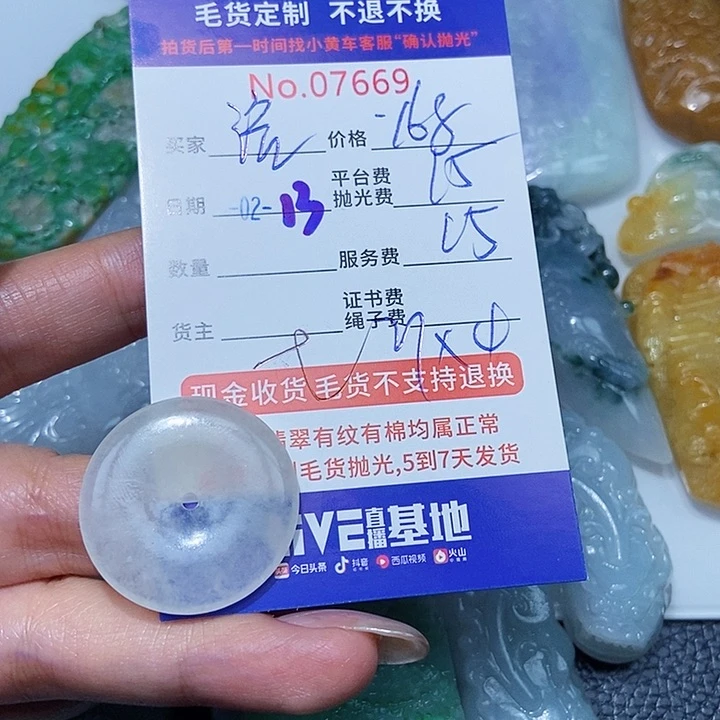 毛货定制 不退不换
拍货后第一时间找小黄车客服“确认抛光”
No.07669
买家 价格 -168
平台费 15
日期 -02-13 抛光费
数量 服务费 15
证书费
货主 绳子费
现金收货 毛货不支持退换
翡翠有纹有棉均属正常
毛货抛光,5到7天发货
IVE直播基地
头条 今日头条 抖音 西瓜视频 火山